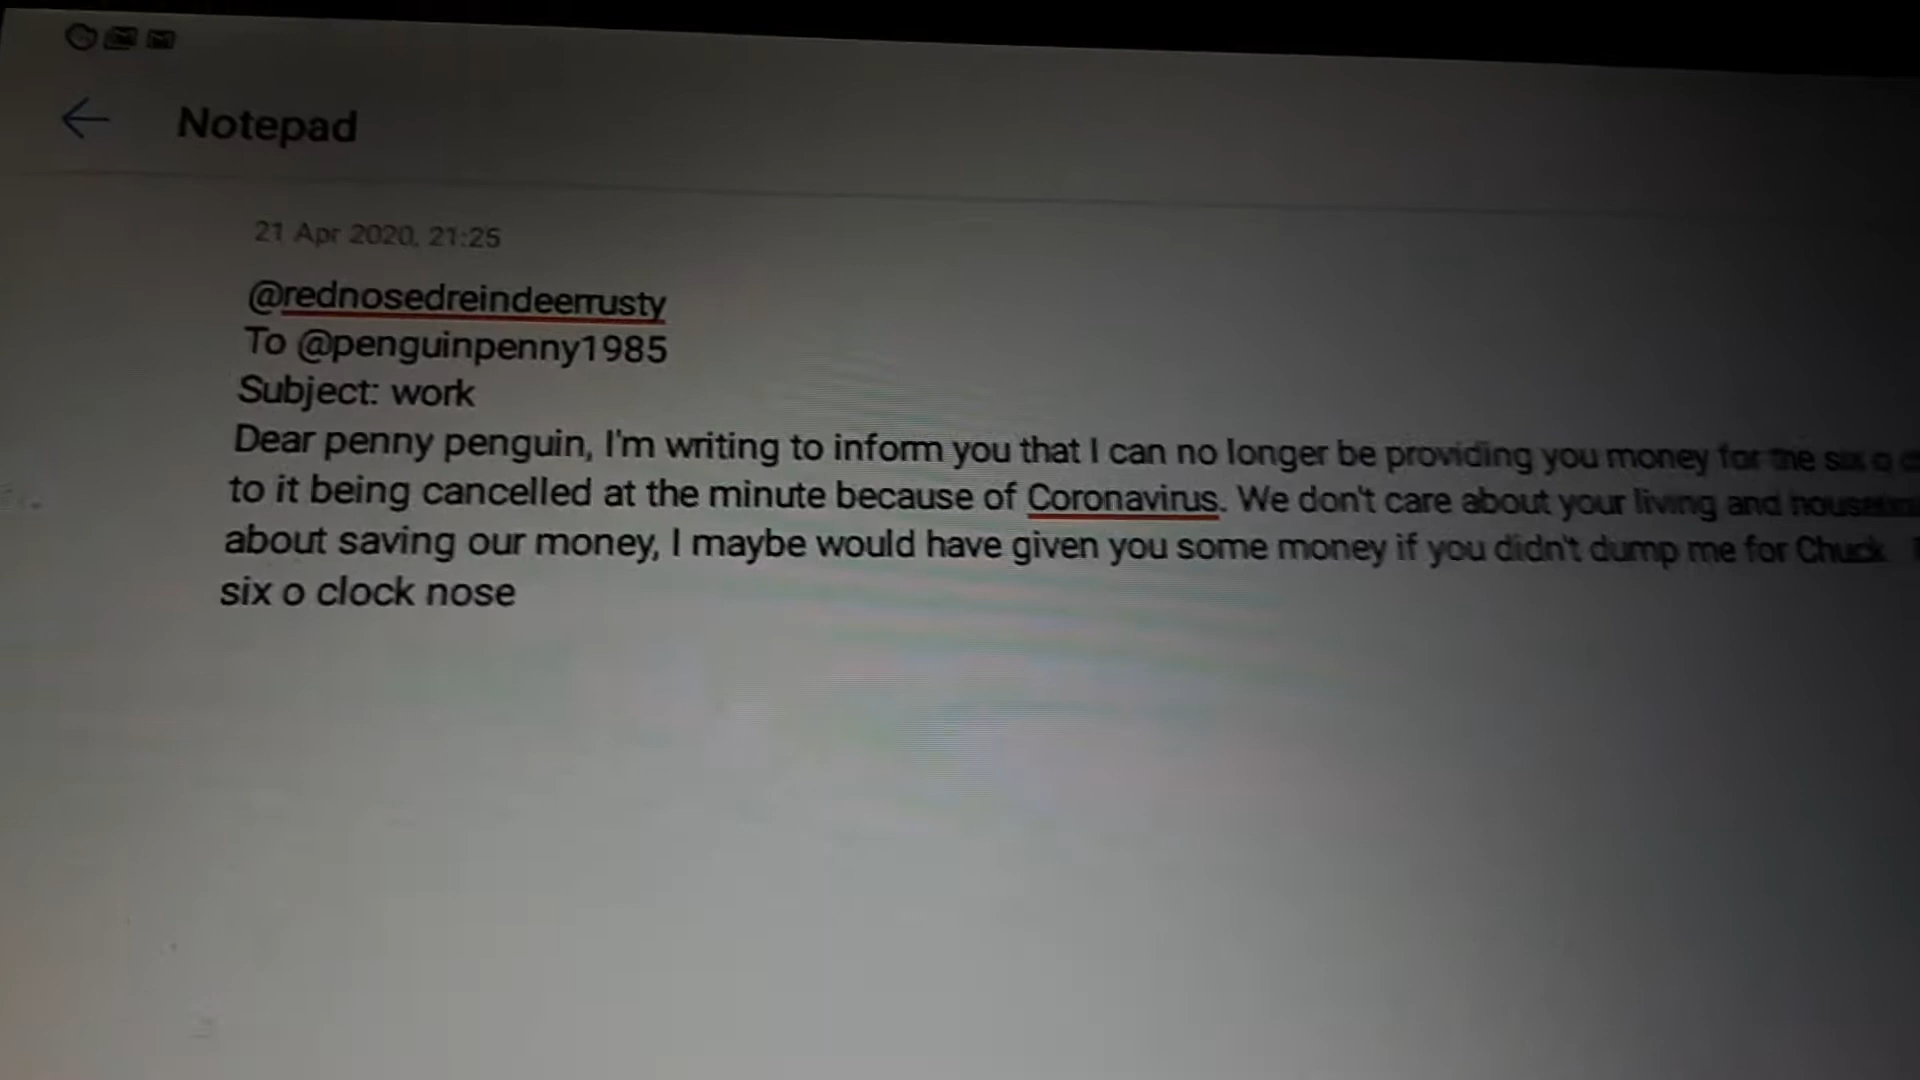 Notepad
21 Apr 2020, 21:25
@rednosedreindeerrusty
To @penguinpenny1985
Subject: work
Dear penny penguin, I'm writing to inform you that I can no longer be providing you money for the six o
to it being cancelled at the minute because of Coronavirus. We don't care about your living and
about saving our money, I maybe would have given you some money if you didn't dump me for Chuck
six o clock nose